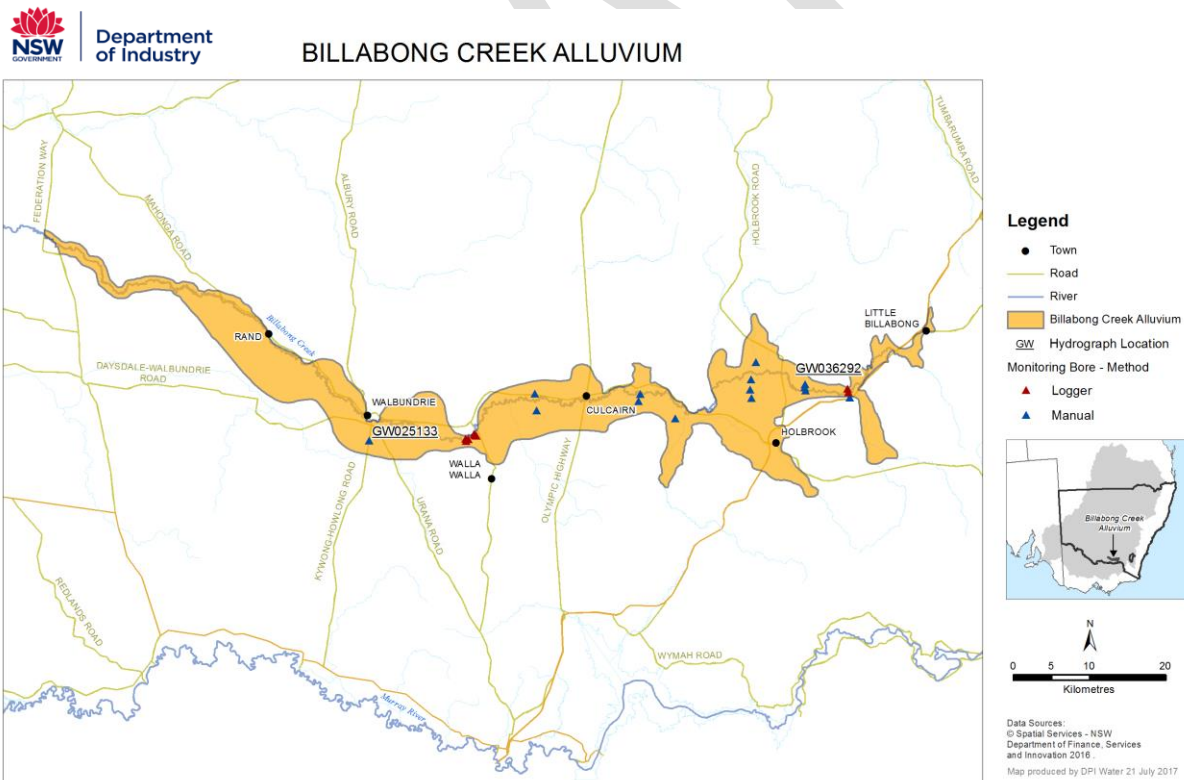 NSW
GOVERNMENT
Department
of Industry
BILLABONG CREEK ALLUVIUM
FEDERATION WAY
MAHONGA ROAD
ALBURY ROAD
HOLBROOK ROAD
TUMBARUMBA ROAD
RAND
Billabong Creek
LITTLE
BILLABONG
DAYSDALE-WALBUNDRIE
ROAD
GW036292
WALBUNDRIE
CULCAIRN
GW025133
HOLBROOK
WALLA
WALLA
OLYMPIC HIGHWAY
KYWONG-HOWLONG ROAD
URANA ROAD
REDLANDS ROAD
WYMAH ROAD
Murray River
Legend
Town
Road
River
Billabong Creek Alluvium
GW Hydrograph Location
Monitoring Bore - Method
Logger
Manual
Billabong Creek
Alluvium
N
0 5 10 20
Kilometres
Data Sources:
© Spatial Services - NSW
Department of Finance, Services
and Innovation 2016 .
Map produced by DPI Water 21 July 2017